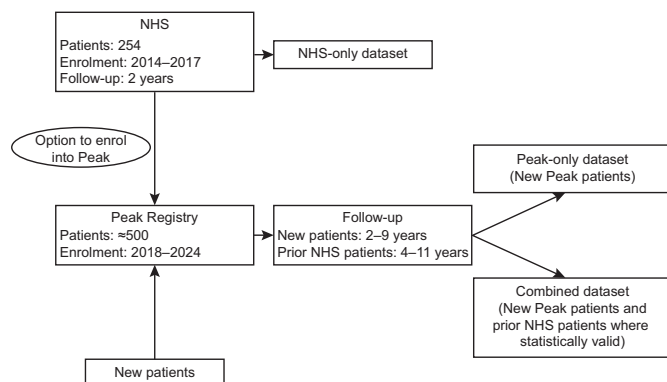 NHS
Patients: 254
Enrolment: 2014–2017
Follow-up: 2 years
NHS-only dataset
Option to enrol
into Peak
Peak Registry
Patients: ≈500
Enrolment: 2018–2024
Follow-up
New patients: 2–9 years
Prior NHS patients: 4–11 years
Peak-only dataset
(New Peak patients)
Combined dataset
(New Peak patients and
prior NHS patients where
statistically valid)
New patients